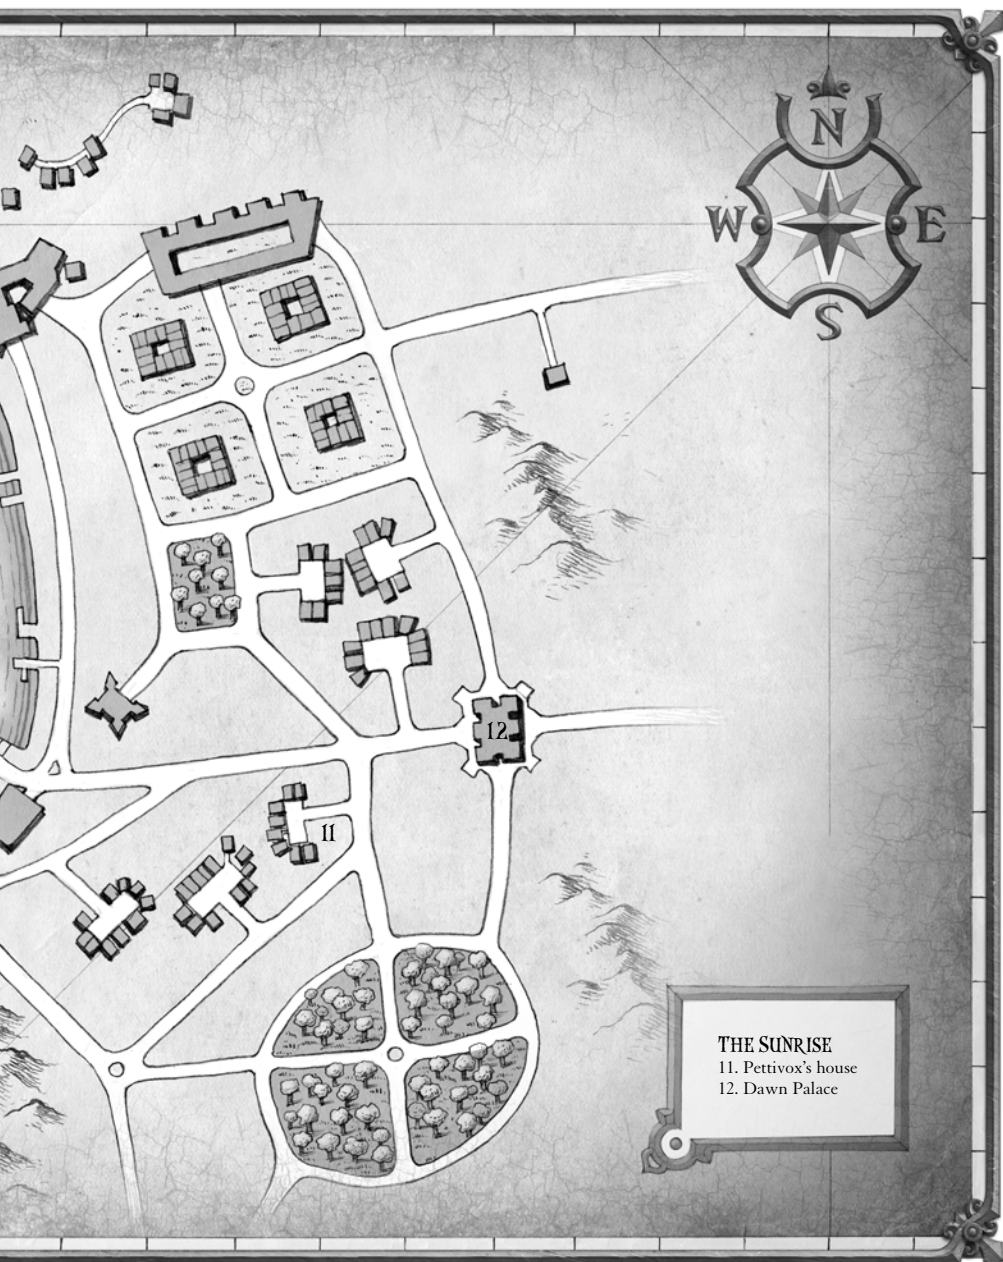 N
W E
S
12
11
THE SUNRISE
11. Pettivox's house
12. Dawn Palace